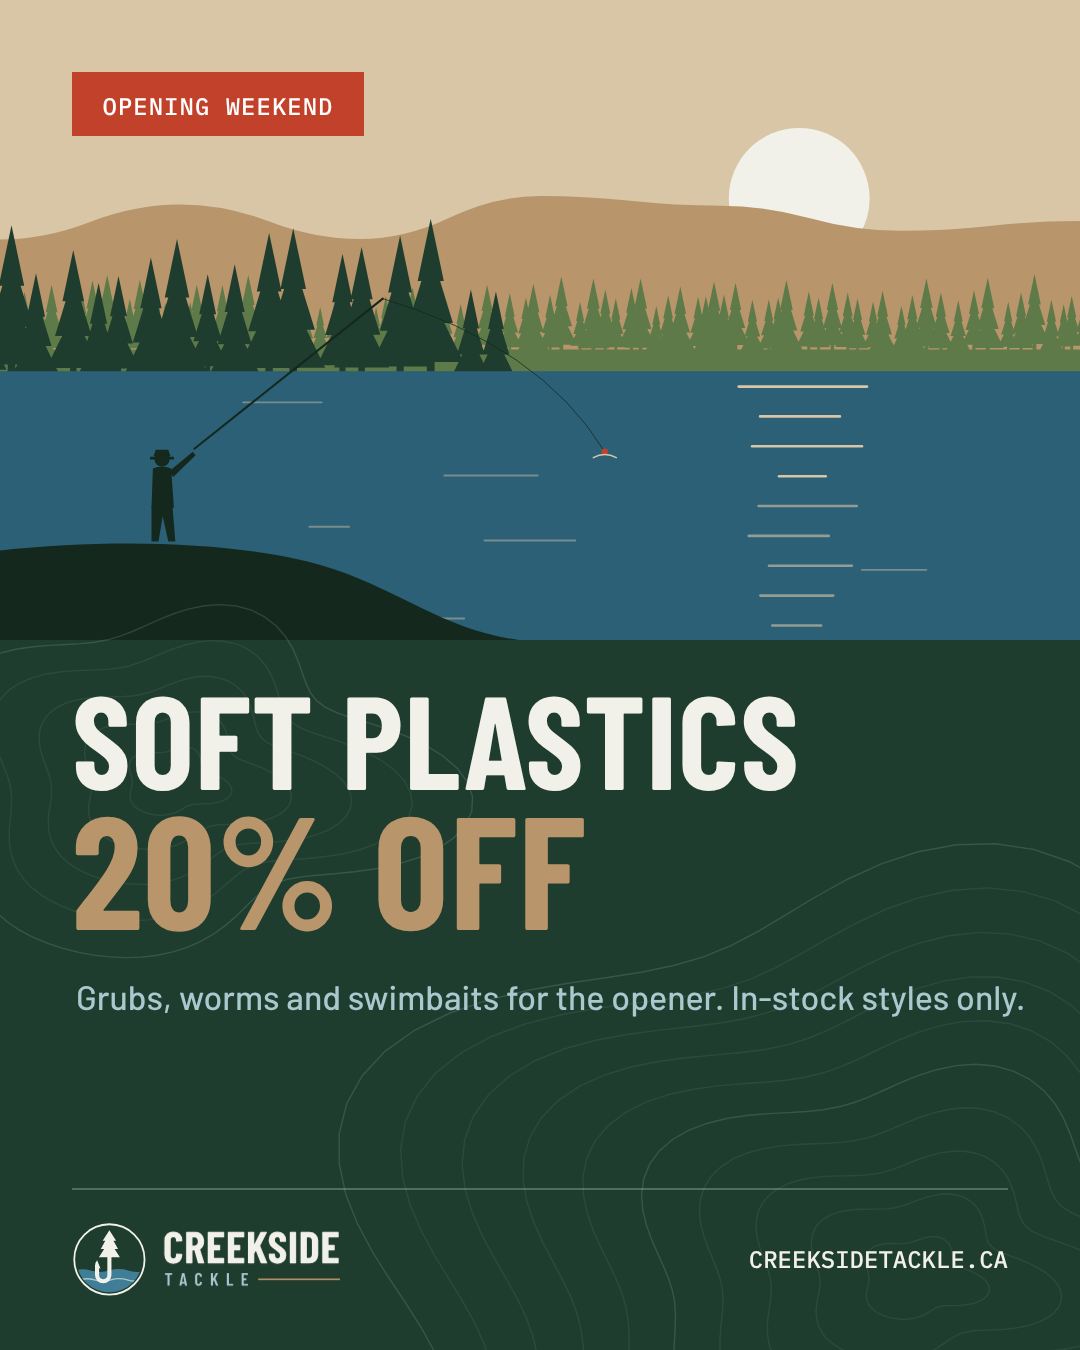 OPENING WEEKEND
SOFT PLASTICS
20% OFF
Grubs, worms and swimbaits for the opener. In-stock styles only.
CREEKSIDE
TACKLE
CREEKSIDETACKLE.CA